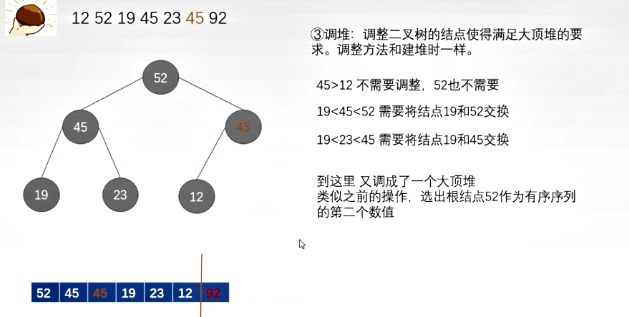 12 52 19 45 23 45 92
③调堆：调整二叉树的结点使得满足大顶堆的要
求。调整方法和建堆时一样。
45>12 不需要调整，52也不需要
19<45<52 需要将结点19和52交换
19<23<45 需要将结点19和45交换
到这里 又调成了一个大顶堆
类似之前的操作，选出根结点52作为有序序列
的第二个数值
52
45 45
19 23 12
52 45 45 19 23 12 92